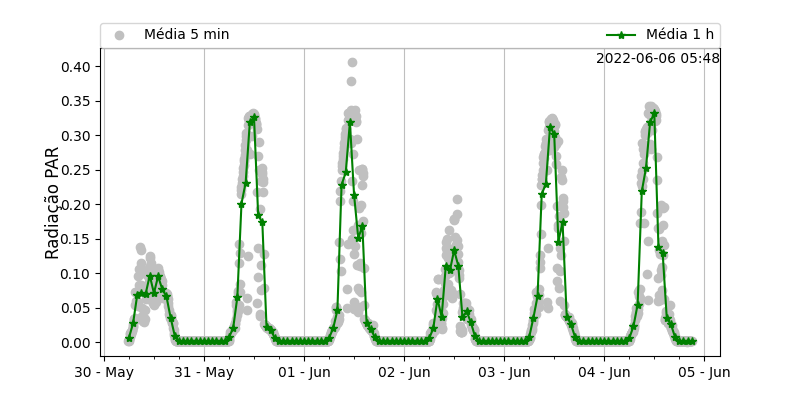 Média 5 min
Média 1 h
2022-06-06 05:48
Radiação PAR
0.40
0.35
0.30
0.25
0.20
0.15
0.10
0.05
0.00
30 - May
31 - May
01 - Jun
02 - Jun
03 - Jun
04 - Jun
05 - Jun